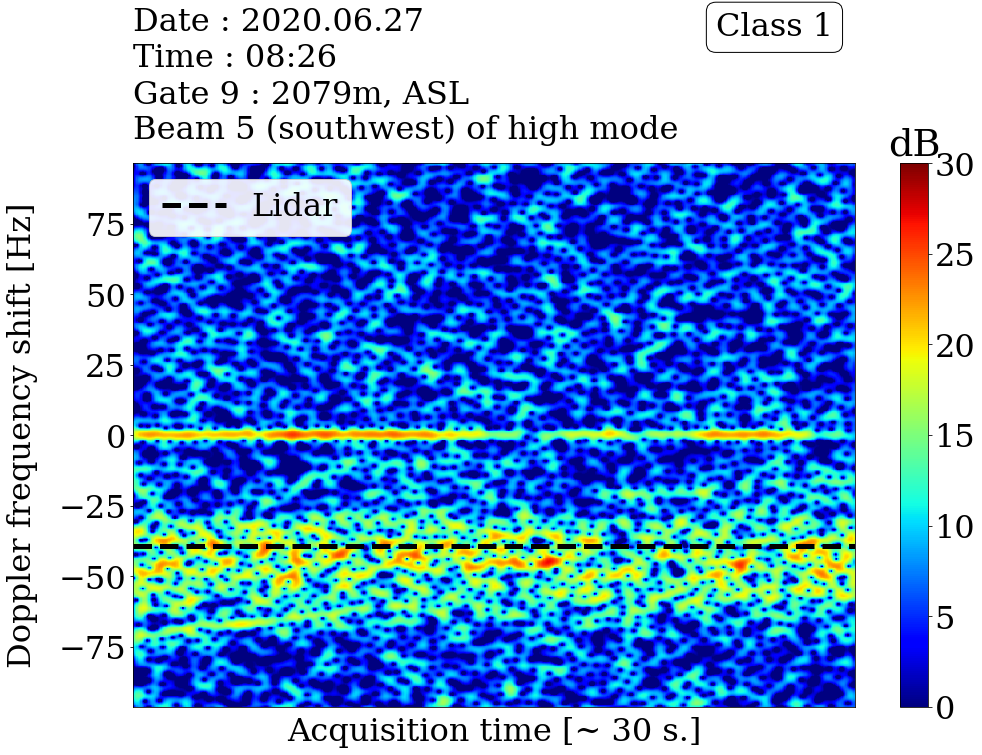 Date : 2020.06.27
Time : 08:26
Gate 9 : 2079m, ASL
Beam 5 (southwest) of high mode
Class 1
dB
Lidar
Doppler frequency shift [Hz]
75
50
25
0
−25
−50
−75
30
25
20
15
10
5
0
Acquisition time [~ 30 s.]